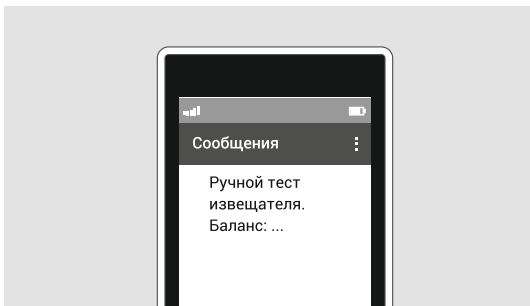 Сообщения
Ручной тест
извещателя.
Баланс: ...